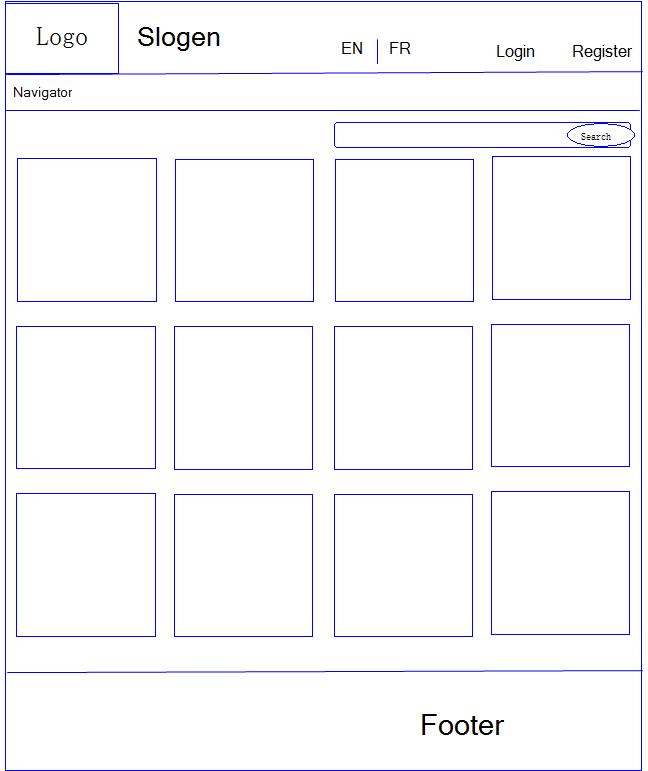 Logo
Slogen
EN | FR
Login
Register
Navigator
Search
Footer